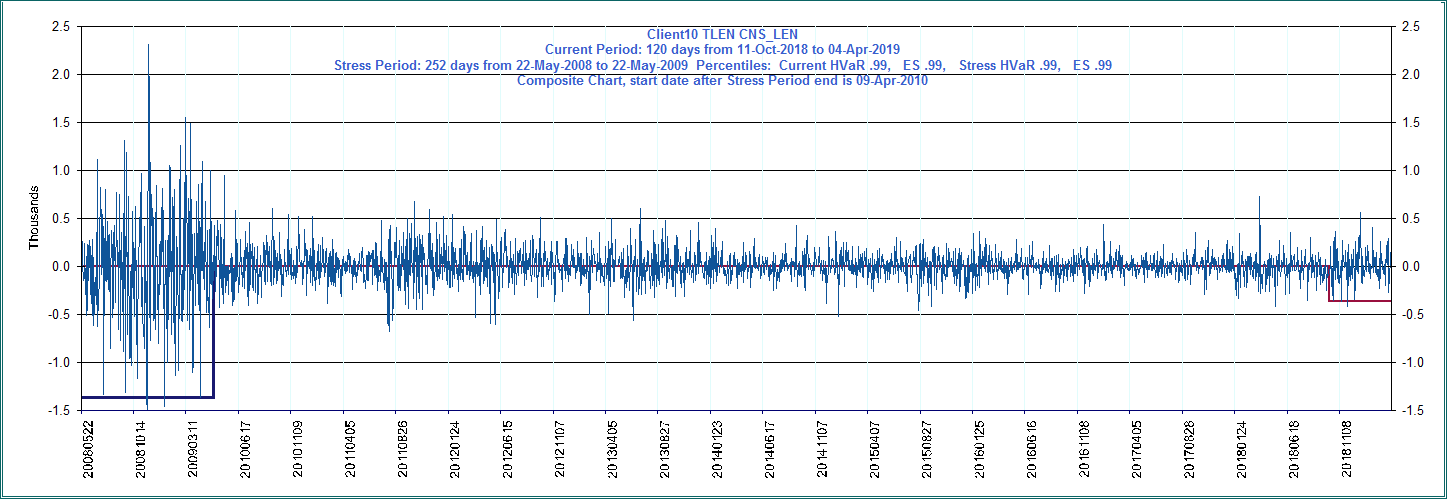 Client10 TLEN CNS_LEN
Current Period: 120 days from 11-Oct-2018 to 04-Apr-2019
Stress Period: 252 days from 22-May-2008 to 22-May-2009 Percentiles: Current HVaR .99, ES .99, Stress HVaR .99, ES .99
Composite Chart, start date after Stress Period end is 09-Apr-2010
2.5 2.5
2.0 2.0
1.5 1.5
1.0 1.0
0.5 0.5
0.0 0.0
-0.5 -0.5
-1.0 -1.0
-1.5 -1.5
Thousands
20080522 20081014 20090311 20100617 20101109 20110405 20110826 20120124 20120615 20121107 20130405 20130827 20140123 20140617 20141107 20150407 20150827 20160125 20160616 20161108 20170405 20170828 20180124 20180618 20181108